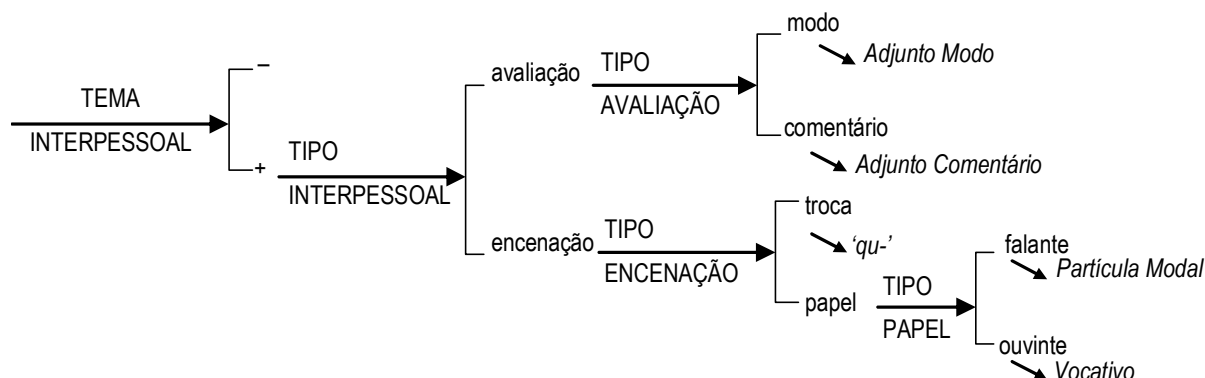 TEMA
INTERPESSOAL
–
+
TIPO
INTERPESSOAL
avaliação
TIPO
AVALIAÇÃO
modo
Adjunto Modo
comentário
Adjunto Comentário
encenação
TIPO
ENCENAÇÃO
troca
‘qu-’
papel
TIPO
PAPEL
falante
Partícula Modal
ouvinte
Vocativo